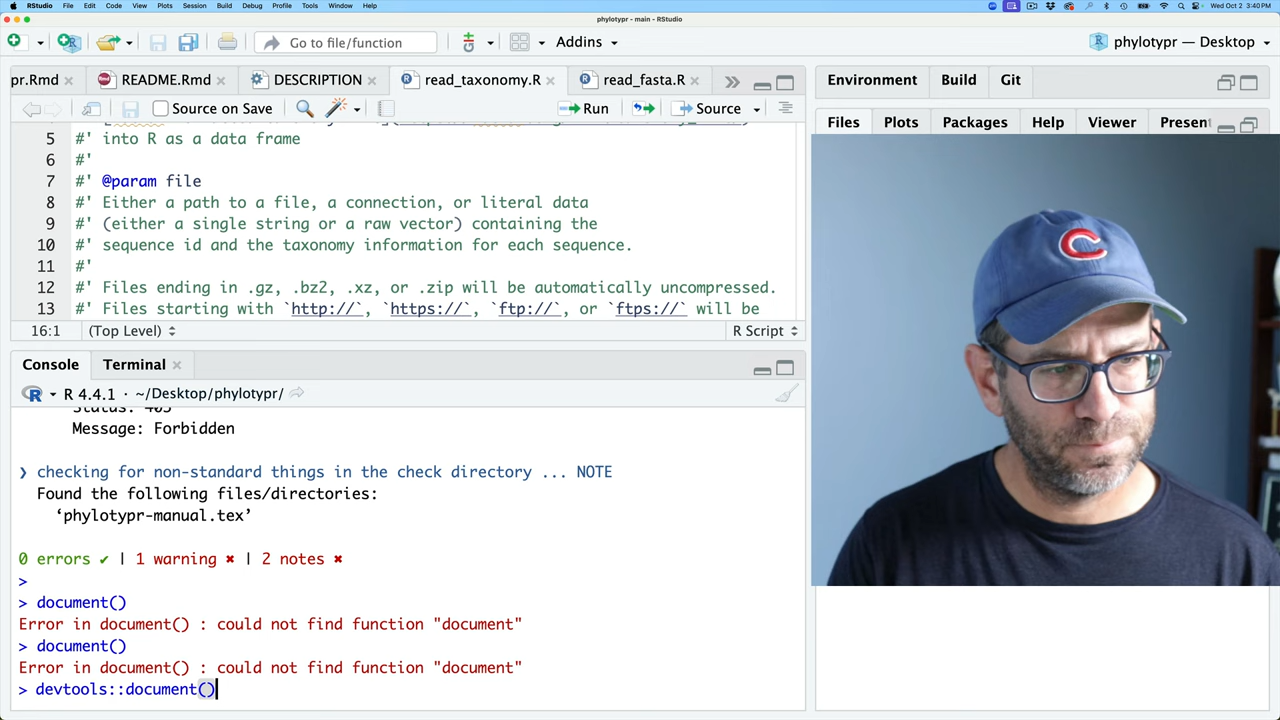 RStudio File Edit Code View Plots Session Build Debug Profile Tools Window Help Wed Oct 2 3:40 PM
phylotypr - main - RStudio
Go to file/function Addins phylotypr — Desktop
pr.Rmd README.Rmd DESCRIPTION read_taxonomy.R read_fasta.R
Source on Save Run Source
5 #' into R as a data frame
6 #'
7 #' @param file
8 #' Either a path to a file, a connection, or literal data
9 #' (either a single string or a raw vector) containing the
10 #' sequence id and the taxonomy information for each sequence.
11 #'
12 #' Files ending in .gz, .bz2, .xz, or .zip will be automatically uncompressed.
13 #' Files starting with `http://`, `https://`, `ftp://`, or `ftps://` will be
16:1 (Top Level) R Script
Console Terminal
R 4.4.1 · ~/Desktop/phylotypr/
Status: 403
Message: Forbidden
❯ checking for non-standard things in the check directory ... NOTE
Found the following files/directories:
‘phylotypr-manual.tex’
0 errors ✔ | 1 warning ✖ | 2 notes ✖
>
> document()
Error in document() : could not find function "document"
> document()
Error in document() : could not find function "document"
> devtools::document()
Environment Build Git
Files Plots Packages Help Viewer Present
C